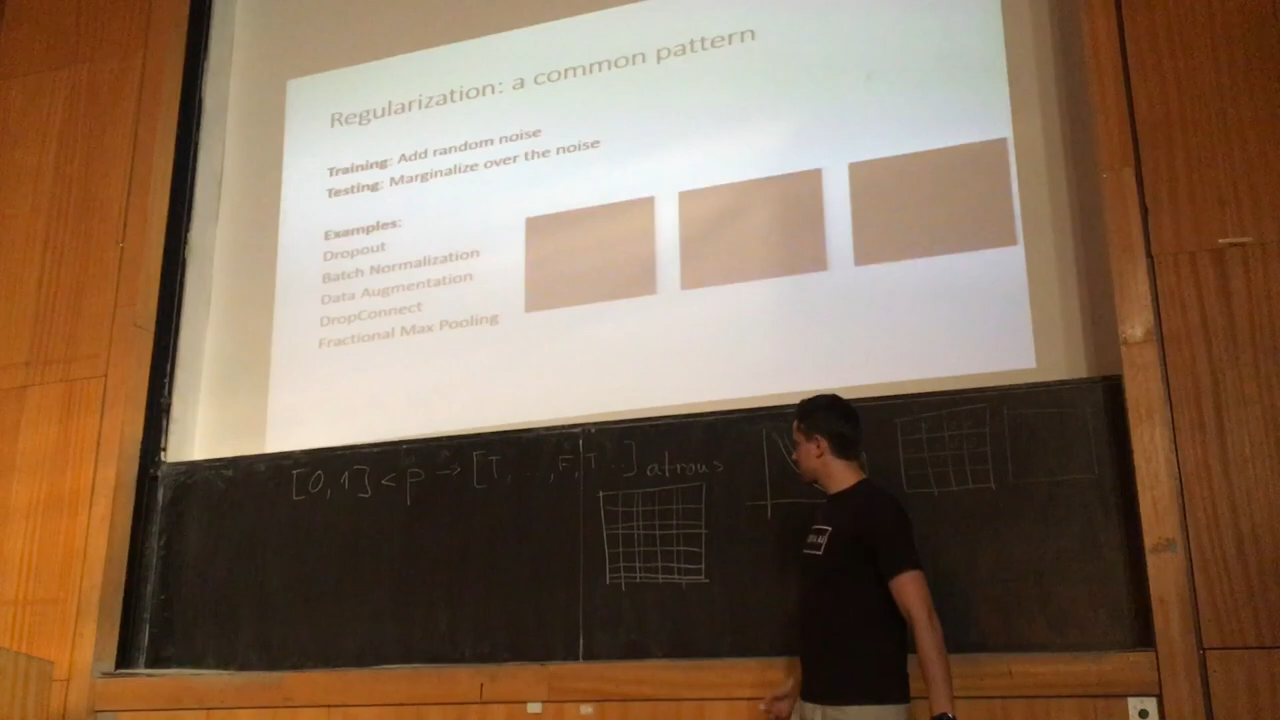 Regularization: a common pattern
Training: Add random noise
Testing: Marginalize over the noise
Examples:
Dropout
Batch Normalization
Data Augmentation
DropConnect
Fractional Max Pooling
[0, 1] < p → [T, . . , F, T . . ] atrous